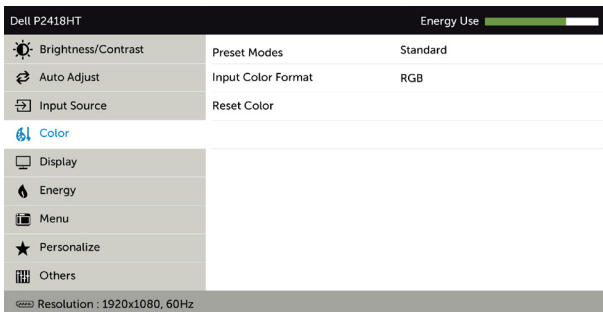 Dell P2418HT Energy Use
Brightness/Contrast Preset Modes Standard
Auto Adjust Input Color Format RGB
Input Source Reset Color
Color
Display
Energy
Menu
Personalize
Others
Resolution : 1920x1080, 60Hz